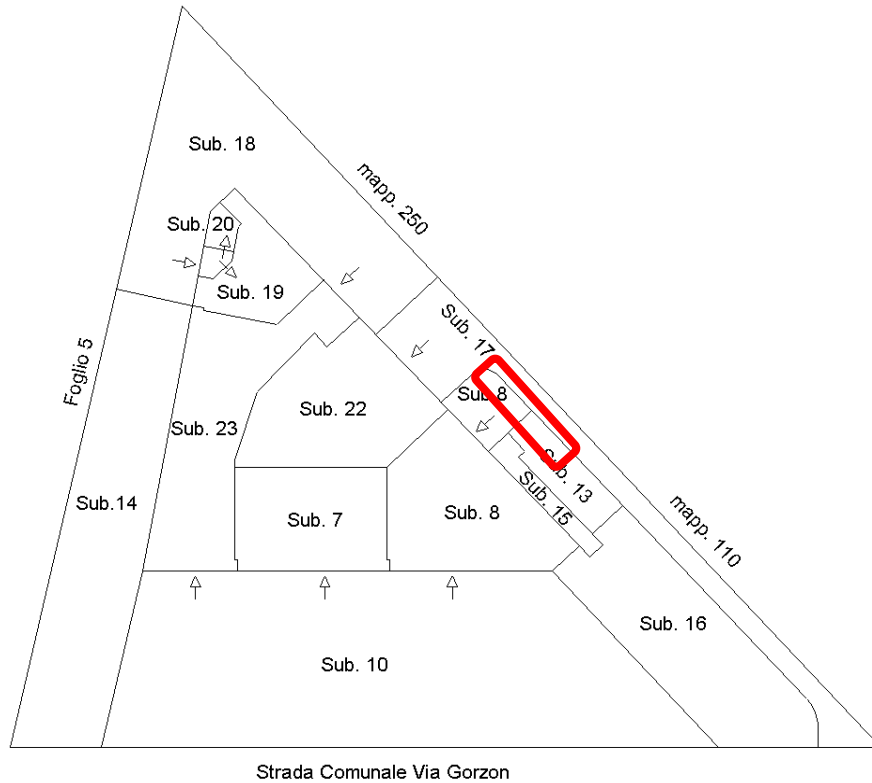 Sub. 18
mapp. 250
Sub. 20
Sub. 19
Sub. 17
Foglio 5
Sub.8
Sub. 22
Sub. 23
Sub. 13
Sub. 15
Sub.14
Sub. 7
Sub. 8
mapp. 110
Sub. 16
Sub. 10
Strada Comunale Via Gorzon